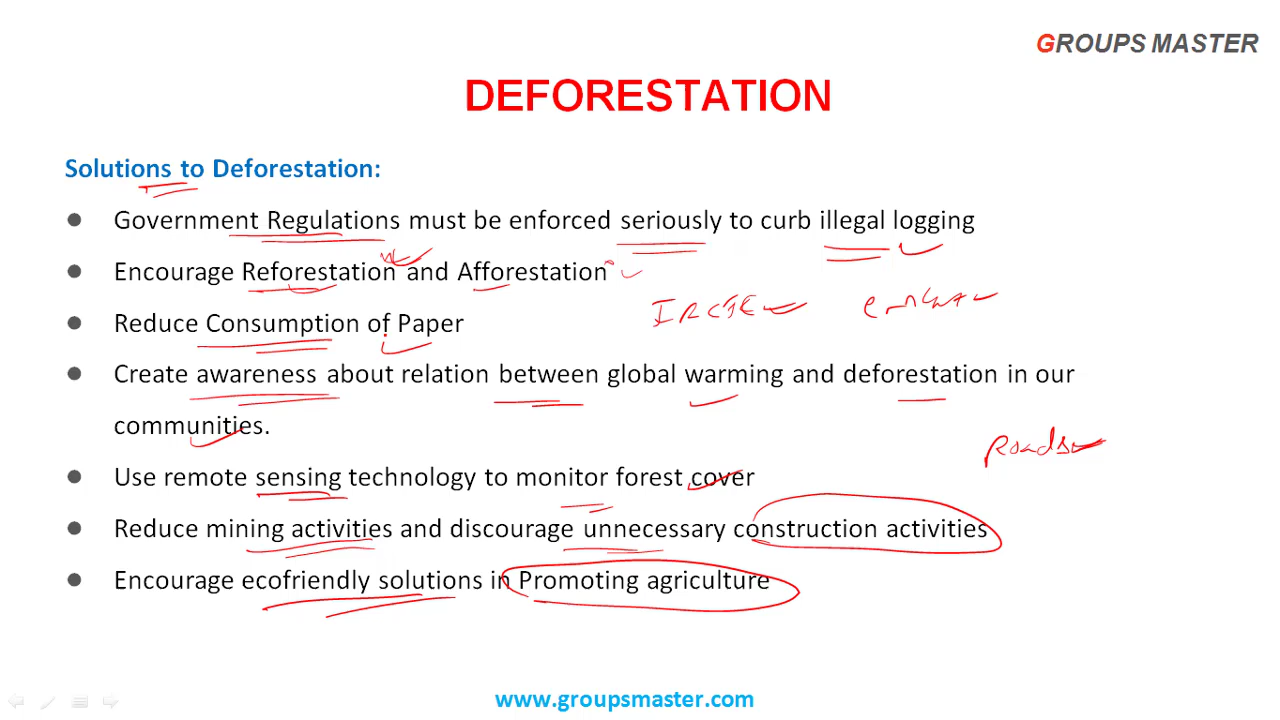 GROUPS MASTER
DEFORESTATION
Solutions to Deforestation:
● Government Regulations must be enforced seriously to curb illegal logging
● Encourage Reforestation and Afforestation
● Reduce Consumption of Paper
● Create awareness about relation between global warming and deforestation in our
communities.
Roads
● Use remote sensing technology to monitor forest cover
● Reduce mining activities and discourage unnecessary construction activities
● Encourage ecofriendly solutions in Promoting agriculture
www.groupsmaster.com